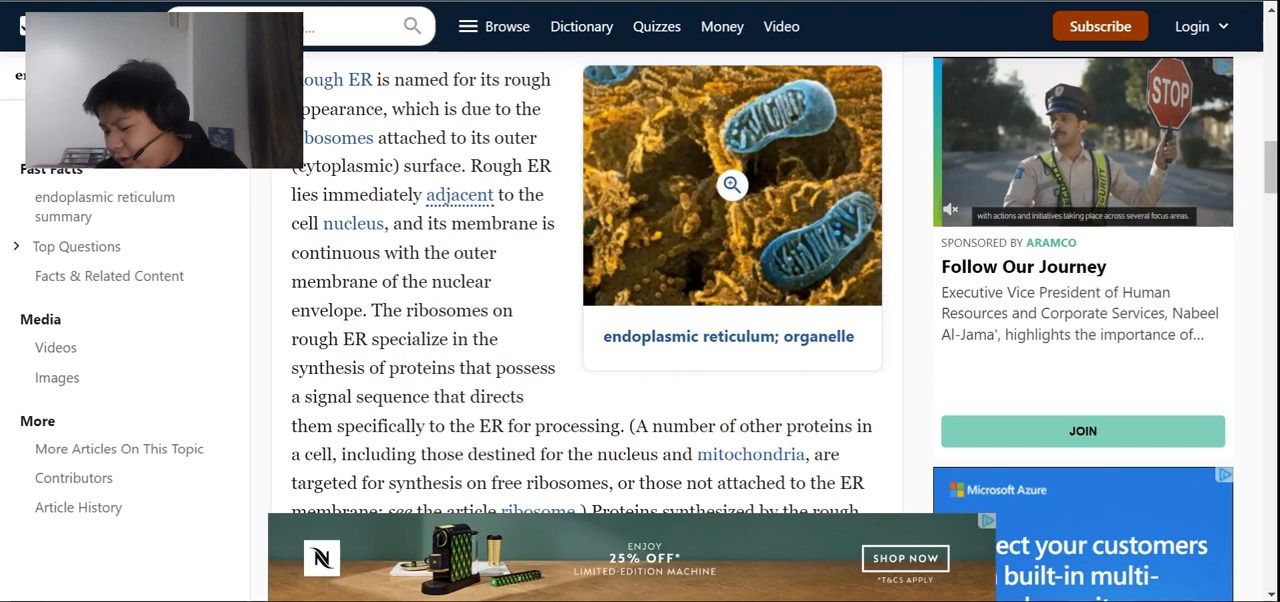 ...
Browse
Dictionary
Quizzes
Money
Video
Subscribe
Login
Fast Facts
endoplasmic reticulum
summary
Top Questions
Facts & Related Content
Media
Videos
Images
More
More Articles On This Topic
Contributors
Article History
ough ER is named for its rough
ppearance, which is due to the
bosomes attached to its outer
(cytoplasmic) surface. Rough ER
lies immediately adjacent to the
cell nucleus, and its membrane is
continuous with the outer
membrane of the nuclear
envelope. The ribosomes on
rough ER specialize in the
synthesis of proteins that possess
a signal sequence that directs
them specifically to the ER for processing. (A number of other proteins in
a cell, including those destined for the nucleus and mitochondria, are
targeted for synthesis on free ribosomes, or those not attached to the ER
membrane; see the article ribosome.) Proteins synthesized by the rough
endoplasmic reticulum; organelle
STOP
SECURITY
with actions and initiatives taking place across several focus areas.
SPONSORED BY ARAMCO
Follow Our Journey
Executive Vice President of Human
Resources and Corporate Services, Nabeel
Al-Jama', highlights the importance of...
JOIN
Microsoft Azure
ect your customers
built-in multi-
N
ENJOY
25% OFF*
LIMITED-EDITION MACHINE
SHOP NOW
*T&CS APPLY